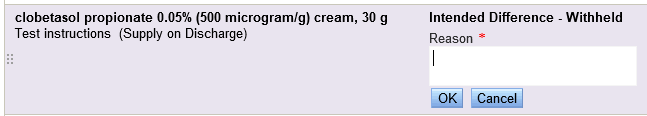 clobetasol propionate 0.05% (500 microgram/g) cream, 30 g
Test instructions (Supply on Discharge)
Intended Difference - Withheld
Reason *
OK Cancel